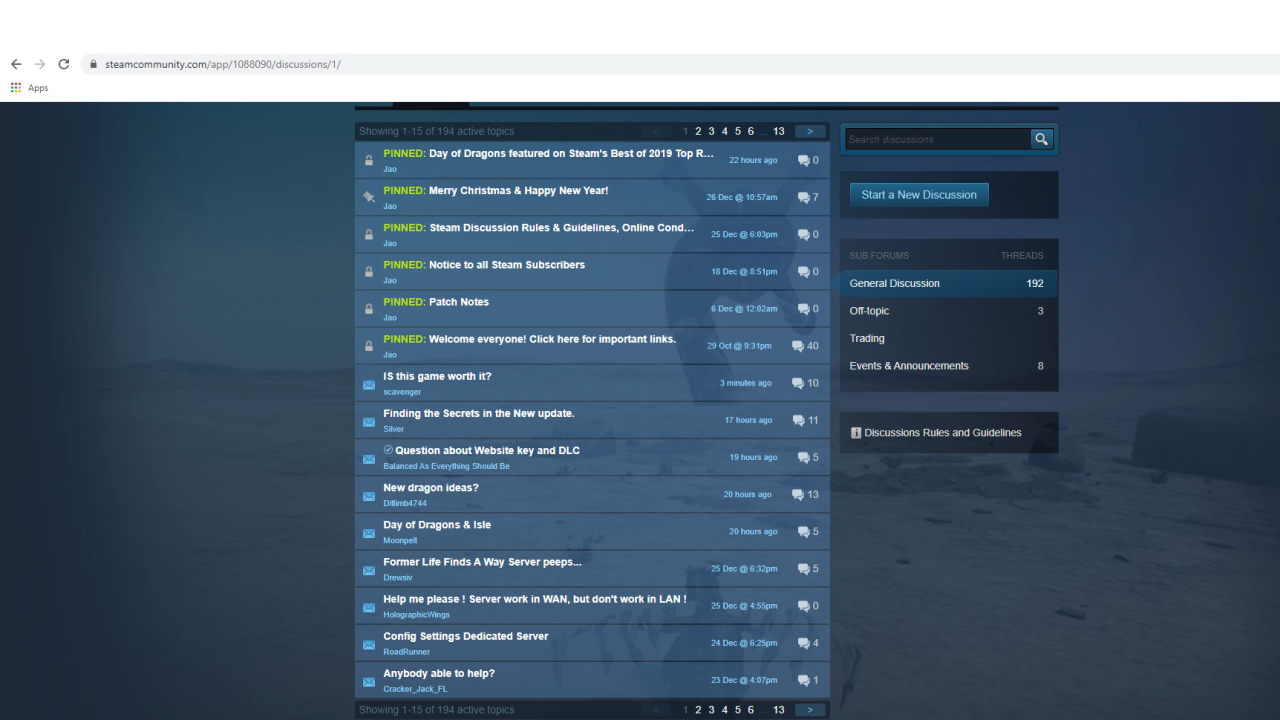 steamcommunity.com/app/1088090/discussions/1/
Apps
Showing 1-15 of 194 active topics
< 1 2 3 4 5 6 ... 13 >
PINNED: Day of Dragons featured on Steam's Best of 2019 Top R... 22 hours ago 0
Jao
PINNED: Merry Christmas & Happy New Year! 26 Dec @ 10:57am 7
Jao
PINNED: Steam Discussion Rules & Guidelines, Online Cond... 25 Dec @ 6:03pm 0
Jao
PINNED: Notice to all Steam Subscribers 18 Dec @ 8:51pm 0
Jao
PINNED: Patch Notes 6 Dec @ 12:02am 0
Jao
PINNED: Welcome everyone! Click here for important links. 29 Oct @ 9:31pm 40
Jao
IS this game worth it? 3 minutes ago 10
scavenger
Finding the Secrets in the New update. 17 hours ago 11
Silver
Question about Website key and DLC 19 hours ago 5
Balanced As Everything Should Be
New dragon ideas? 20 hours ago 13
Ditlimb4744
Day of Dragons & Isle 20 hours ago 5
Moonpelt
Former Life Finds A Way Server peeps... 25 Dec @ 6:32pm 5
Drewsiv
Help me please ! Server work in WAN, but don't work in LAN ! 25 Dec @ 4:55pm 0
HolographicWings
Config Settings Dedicated Server 24 Dec @ 6:25pm 4
RoadRunner
Anybody able to help? 23 Dec @ 4:07pm 1
Cracker_Jack_FL
Showing 1-15 of 194 active topics
< 1 2 3 4 5 6 ... 13 >
Search discussions
Start a New Discussion
SUB FORUMS THREADS
General Discussion 192
Off-topic 3
Trading
Events & Announcements 8
Discussions Rules and Guidelines